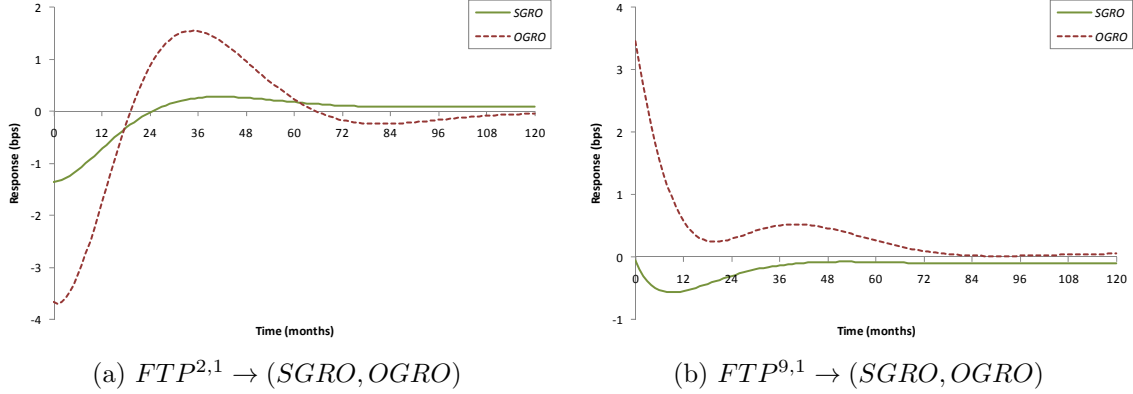 2
1
0
-1
-2
-3
-4
0 12 24 36 48 60 72 84 96 108 120
Response (bps)
Time (months)
SGRO
OGRO
(a) FTP^{2,1} → (SGRO, OGRO)
4
3
2
1
0
-1
0 12 24 36 48 60 72 84 96 108 120
Response (bps)
Time (months)
SGRO
OGRO
(b) FTP^{9,1} → (SGRO, OGRO)